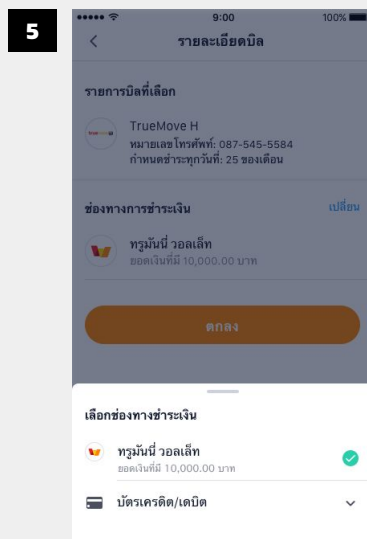 5
9:00
100%
รายละเอียดบิล
รายการบิลที่เลือก
TrueMove H
หมายเลขโทรศัพท์: 087-545-5584
กำหนดชำระทุกวันที่: 25 ของเดือน
ช่องทางการชำระเงิน
เปลี่ยน
ทรูมันนี่ วอลเล็ท
ยอดเงินที่มี 10,000.00 บาท
ตกลง
เลือกช่องทางชำระเงิน
ทรูมันนี่ วอลเล็ท
ยอดเงินที่มี 10,000.00 บาท
บัตรเครดิต/เดบิต